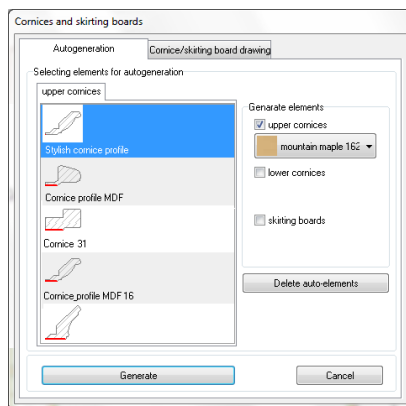 Cornices and skirting boards
Autogeneration
Cornice/skirting board drawing
Selecting elements for autogeneration
upper cornices
Stylish cornice profile
Cornice profile MDF
Cornice 31
Cornice_profile MDF 16
Genarate elements
upper cornices
mountain maple 162
lower cornices
skirting boards
Delete auto-elements
Generate
Cancel